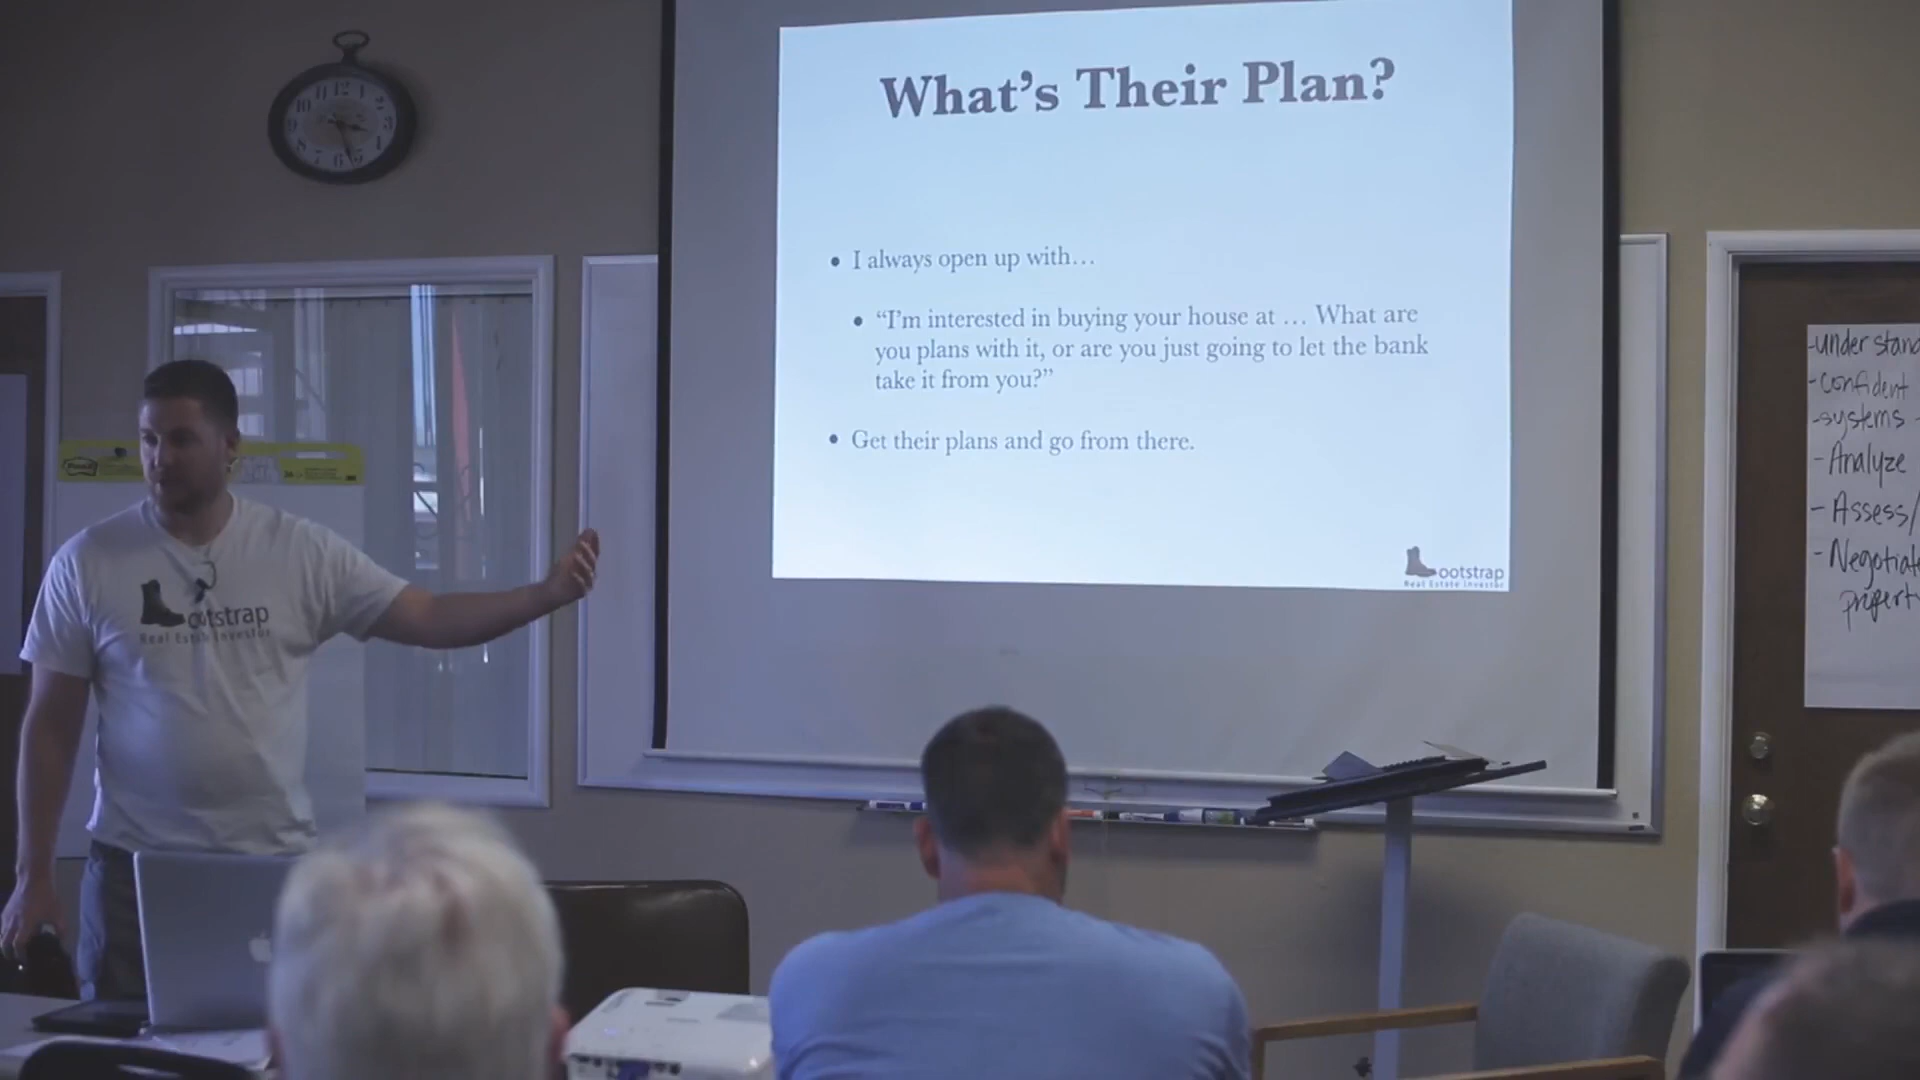 What's Their Plan?
• I always open up with…
• “I'm interested in buying your house at … What are
you plans with it, or are you just going to let the bank
take it from you?”
• Get their plans and go from there.
ootstrap
Real Estate Investor
ootstrap
Real Estate Investor
-understand
-Confident
-systems -
- Analyze
- Assess/
- Negotiate
property